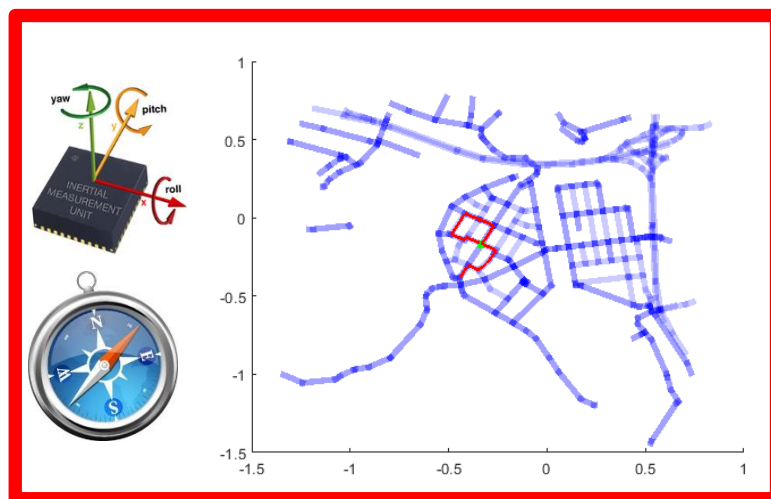 yaw
pitch
z
y
roll
x
INERTIAL
MEASUREMENT
UNIT
N
E
W
S
1
0.5
0
-0.5
-1
-1.5
-1.5
-1
-0.5
0
0.5
1